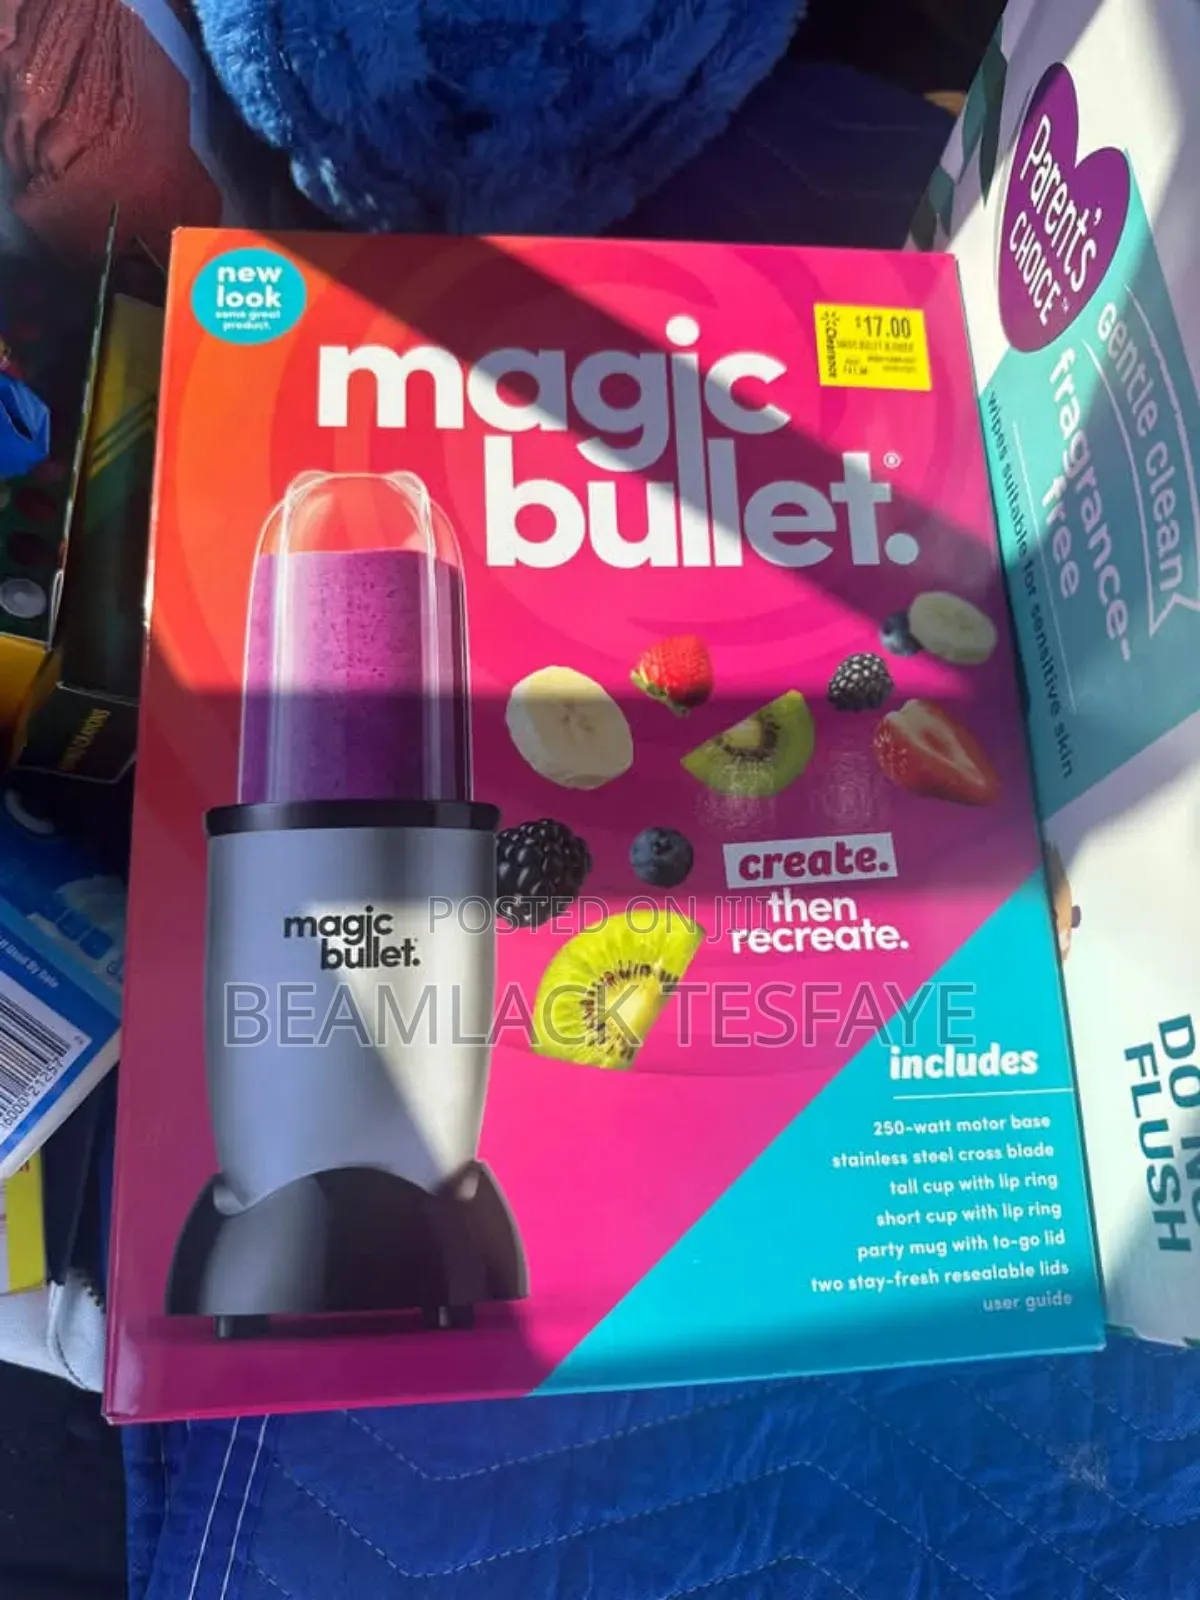 new
look
same great
product.
$17.00
Clearance
magic
bullet.®
magic
bullet.
create.
then
recreate.
POSTED ON JIJI
BEAMLACK TESFAYE
includes
250-watt motor base
stainless steel cross blade
tall cup with lip ring
short cup with lip ring
party mug with to-go lid
two stay-fresh resealable lids
user guide
Parent's
CHOICE™
Gentle clean
fragrance-
free
wipes suitable for sensitive skin
FLUSH